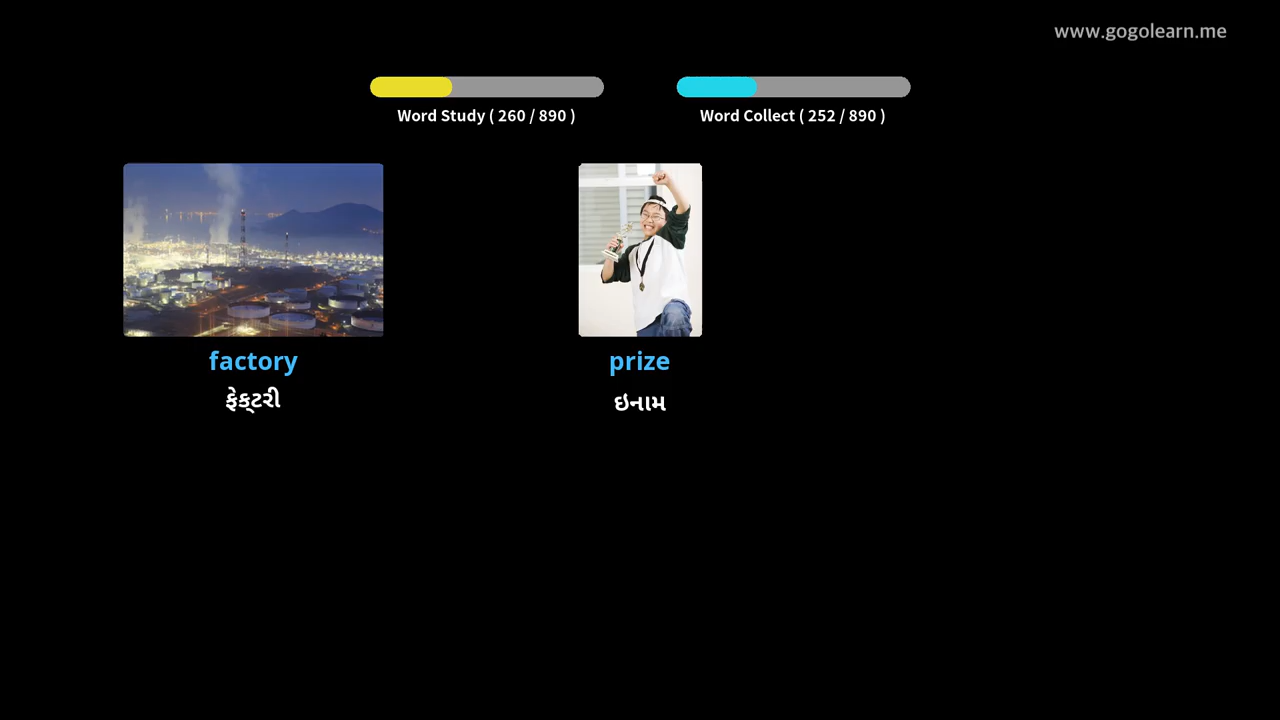 www.gogolearn.me
Word Study ( 260 / 890 )
Word Collect ( 252 / 890 )
factory
ફેક્ટરી
prize
ઇનામ